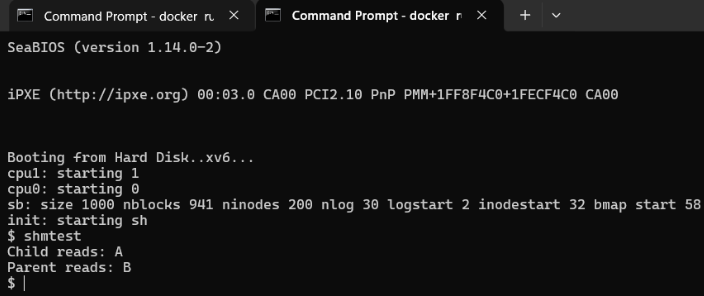 Command Prompt - docker ru
Command Prompt - docker ru
SeaBIOS (version 1.14.0-2)
iPXE (http://ipxe.org) 00:03.0 CA00 PCI2.10 PnP PMM+1FF8F4C0+1FECF4C0 CA00
Booting from Hard Disk..xv6...
cpu1: starting 1
cpu0: starting 0
sb: size 1000 nblocks 941 ninodes 200 nlog 30 logstart 2 inodestart 32 bmap start 58
init: starting sh
$ shmtest
Child reads: A
Parent reads: B
$